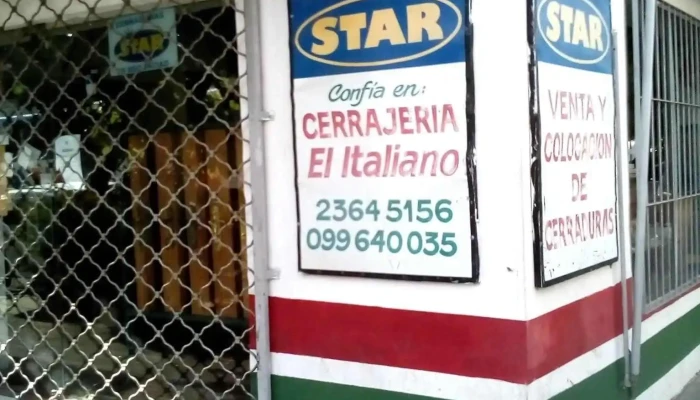 STAR
STAR
Confía en:
CERRAJERIA
El Italiano
2364 5156
099 640 035
STAR
VENTA Y
COLOCACION
DE
CERRADURAS